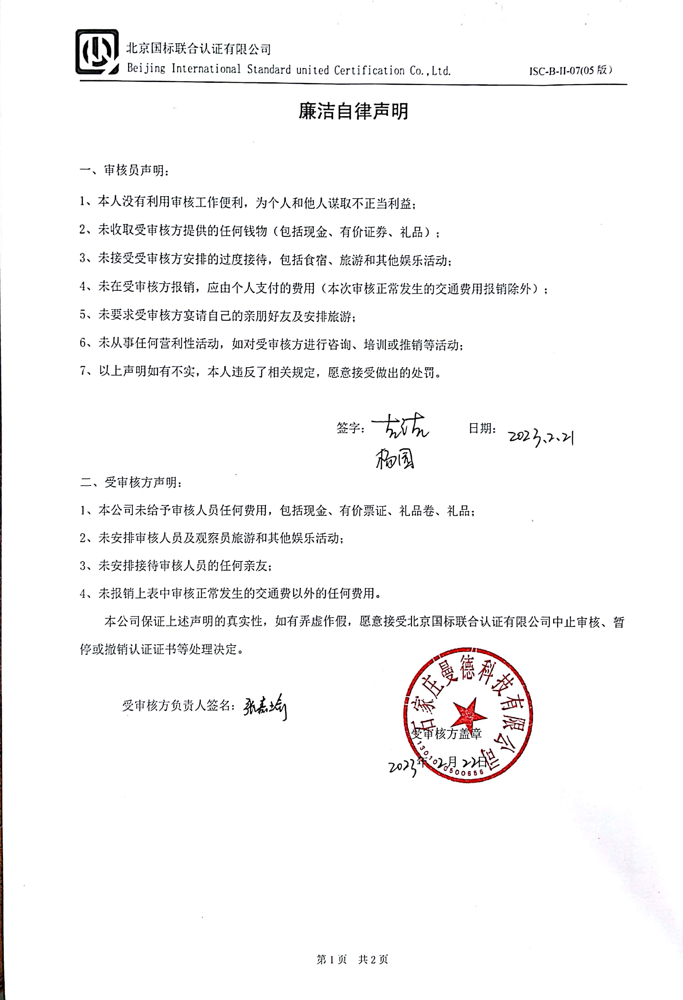 北京国标联合认证有限公司
Beijing International Standard united Certification Co.,Ltd.
ISC-B-II-07(05版)
廉洁自律声明
一、审核员声明：
1、本人没有利用审核工作便利，为个人和他人谋取不正当利益；
2、未收取受审核方提供的任何钱物（包括现金、有价证券、礼品）；
3、未接受受审核方安排的过度接待，包括食宿、旅游和其他娱乐活动；
4、未在受审核方报销，应由个人支付的费用（本次审核正常发生的交通费用报销除外）；
5、未要求受审核方宴请自己的亲朋好友及安排旅游；
6、未从事任何营利性活动，如对受审核方进行咨询、培训或推销等活动；
7、以上声明如有不实，本人违反了相关规定，愿意接受做出的处罚。
签字： 日期：2023.2.21
杨园
二、受审核方声明：
1、本公司未给予审核人员任何费用，包括现金、有价票证、礼品卷、礼品；
2、未安排审核人员及观察员旅游和其他娱乐活动；
3、未安排接待审核人员的任何亲友；
4、未报销上表中审核正常发生的交通费以外的任何费用。
本公司保证上述声明的真实性，如有弄虚作假，愿意接受北京国标联合认证有限公司中止审核、暂
停或撤销认证证书等处理决定。
受审核方负责人签名：张嘉瑜
石家庄曼德科技有限公司
受审核方盖章
2023年2月22日
1301020500656
第1页 共2页